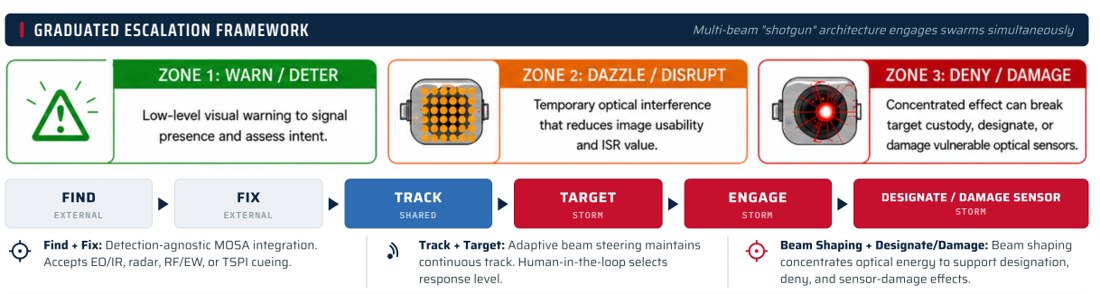 GRADUATED ESCALATION FRAMEWORK
Multi-beam "shotgun" architecture engages swarms simultaneously
ZONE 1: WARN / DETER
Low-level visual warning to signal
presence and assess intent.
ZONE 2: DAZZLE / DISRUPT
Temporary optical interference
that reduces image usability
and ISR value.
ZONE 3: DENY / DAMAGE
Concentrated effect can break
target custody, designate, or
damage vulnerable optical sensors.
FIND
EXTERNAL
FIX
EXTERNAL
TRACK
SHARED
TARGET
STORM
ENGAGE
STORM
DESIGNATE / DAMAGE SENSOR
STORM
Find + Fix: Detection-agnostic MOSA integration.
Accepts EO/IR, radar, RF/EW, or TSPI cueing.
Track + Target: Adaptive beam steering maintains
continuous track. Human-in-the-loop selects
response level.
Beam Shaping + Designate/Damage: Beam shaping
concentrates optical energy to support designation,
deny, and sensor-damage effects.